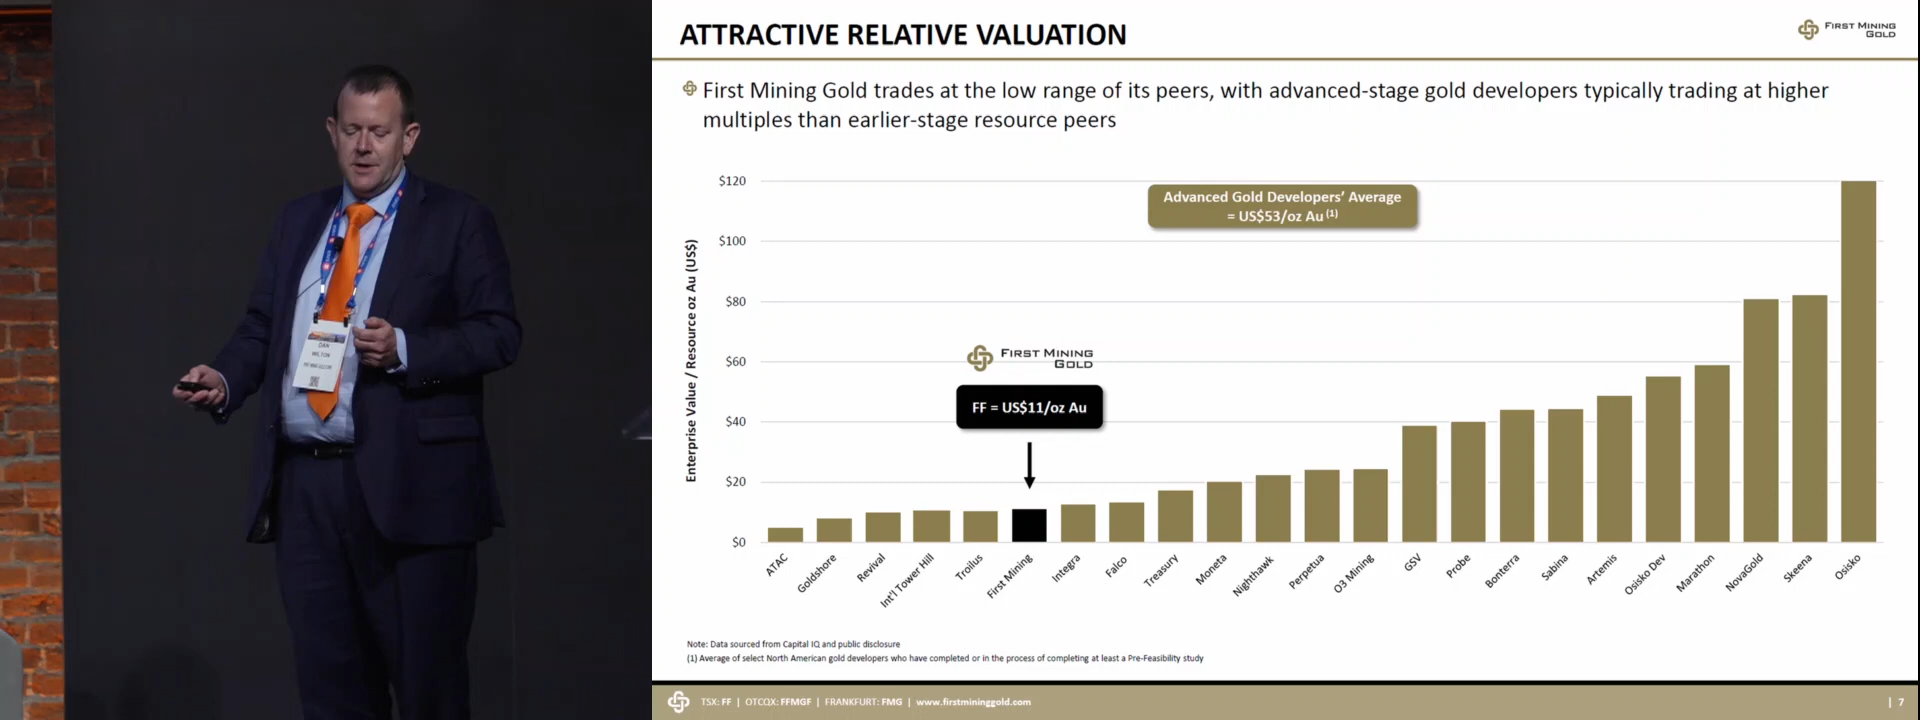 DAN
WILTON
ATTRACTIVE RELATIVE VALUATION
FIRST MINING
GOLD
First Mining Gold trades at the low range of its peers, with advanced-stage gold developers typically trading at higher
multiples than earlier-stage resource peers
Enterprise Value / Resource oz Au (US$)
$120
$100
$80
$60
$40
$20
$0
Advanced Gold Developers’ Average
= US$53/oz Au (1)
FIRST MINING
GOLD
FF = US$11/oz Au
ATAC
Goldshore
Revival
Int'l Tower Hill
Troilus
First Mining
Integra
Falco
Treasury
Moneta
Nighthawk
Perpetua
O3 Mining
GSV
Probe
Bonterra
Sabina
Artemis
Osisko Dev
Marathon
NovaGold
Skeena
Osisko
Note: Data sourced from Capital IQ and public disclosure
(1) Average of select North American gold developers who have completed or in the process of completing at least a Pre-Feasibility study
TSX: FF | OTCQX: FFMGF | FRANKFURT: FMG | www.firstmininggold.com
| 7